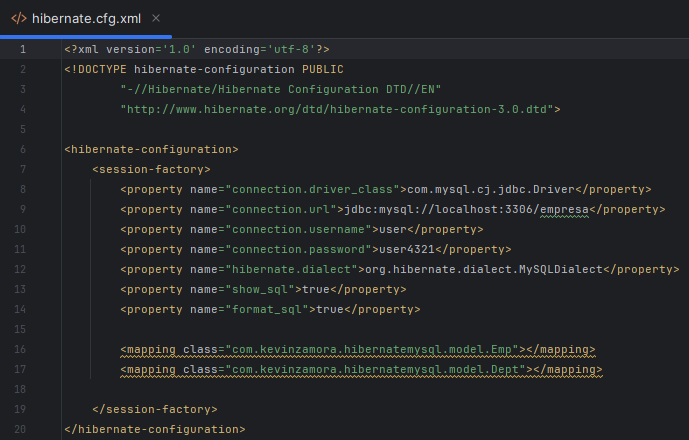 hibernate.cfg.xml
1 <?xml version='1.0' encoding='utf-8'?>
2 <!DOCTYPE hibernate-configuration PUBLIC
3 "-//Hibernate/Hibernate Configuration DTD//EN"
4 "http://www.hibernate.org/dtd/hibernate-configuration-3.0.dtd">
5
6 <hibernate-configuration>
7 <session-factory>
8 <property name="connection.driver_class">com.mysql.cj.jdbc.Driver</property>
9 <property name="connection.url">jdbc:mysql://localhost:3306/empresa</property>
10 <property name="connection.username">user</property>
11 <property name="connection.password">user4321</property>
12 <property name="hibernate.dialect">org.hibernate.dialect.MySQLDialect</property>
13 <property name="show_sql">true</property>
14 <property name="format_sql">true</property>
15
16 <mapping class="com.kevinzamora.hibernatemysql.model.Emp"></mapping>
17 <mapping class="com.kevinzamora.hibernatemysql.model.Dept"></mapping>
18
19 </session-factory>
20 </hibernate-configuration>